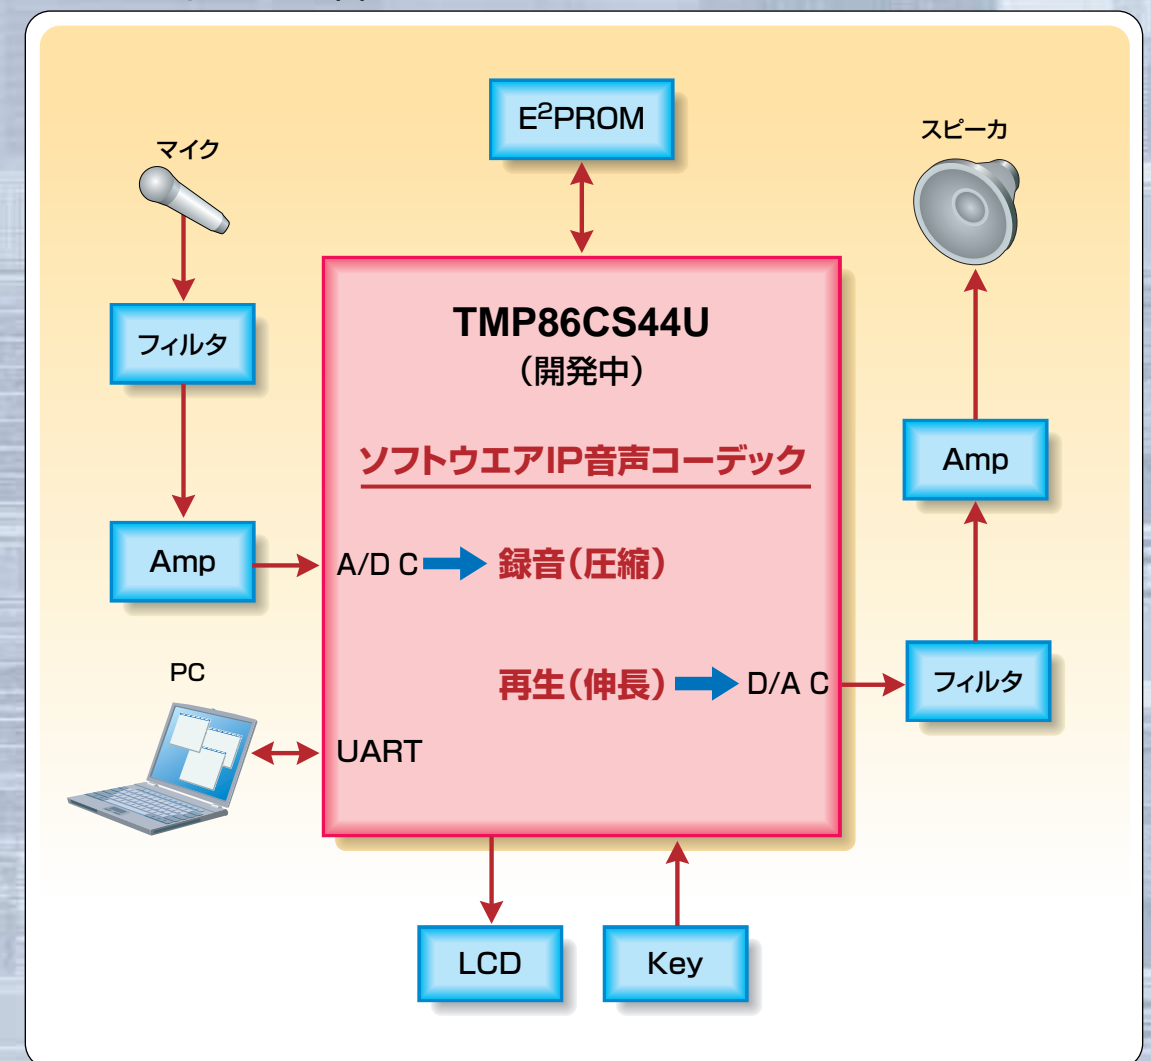 E²PROM
マイク
スピーカ
フィルタ
TMP86CS44U
（開発中）
ソフトウエアIP音声コーデック
Amp
Amp
A/D C
録音（圧縮）
再生（伸長）
D/A C
フィルタ
PC
UART
LCD
Key